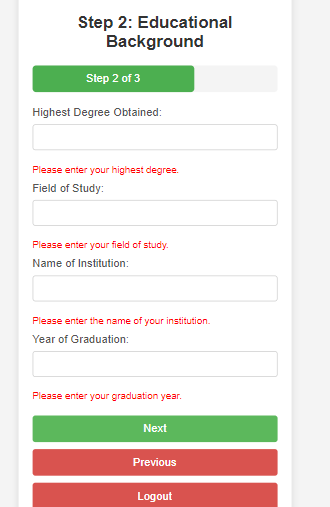 Step 2: Educational
Background
Step 2 of 3
Highest Degree Obtained:
Please enter your highest degree.
Field of Study:
Please enter your field of study.
Name of Institution:
Please enter the name of your institution.
Year of Graduation:
Please enter your graduation year.
Next
Previous
Logout